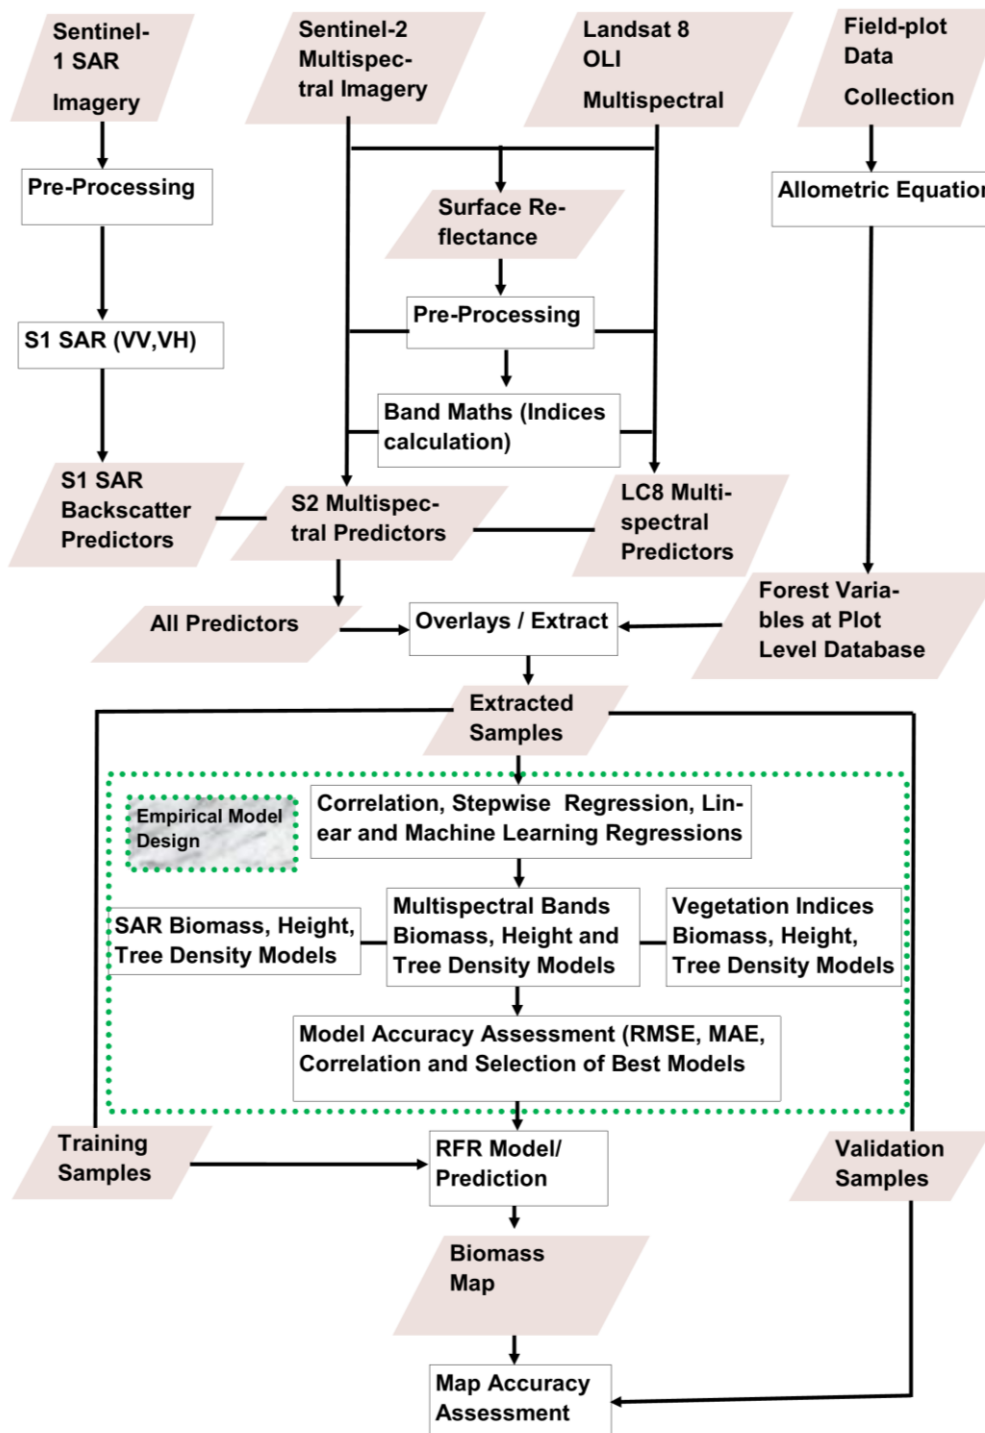 Sentinel-
1 SAR
Imagery
Sentinel-2
Multispec-
tral Imagery
Landsat 8
OLI
Multispectral
Field-plot
Data
Collection
Pre-Processing
Surface Re-
flectance
Allometric Equation
Pre-Processing
S1 SAR (VV,VH)
Band Maths (Indices
calculation)
S1 SAR
Backscatter
Predictors
S2 Multispec-
tral Predictors
LC8 Multi-
spectral
Predictors
All Predictors
Overlays / Extract
Forest Varia-
bles at Plot
Level Database
Extracted
Samples
Empirical Model
Design
Correlation, Stepwise Regression, Lin-
ear and Machine Learning Regressions
SAR Biomass, Height,
Tree Density Models
Multispectral Bands
Biomass, Height and
Tree Density Models
Vegetation Indices
Biomass, Height,
Tree Density Models
Model Accuracy Assessment (RMSE, MAE,
Correlation and Selection of Best Models
Training
Samples
RFR Model/
Prediction
Validation
Samples
Biomass
Map
Map Accuracy
Assessment